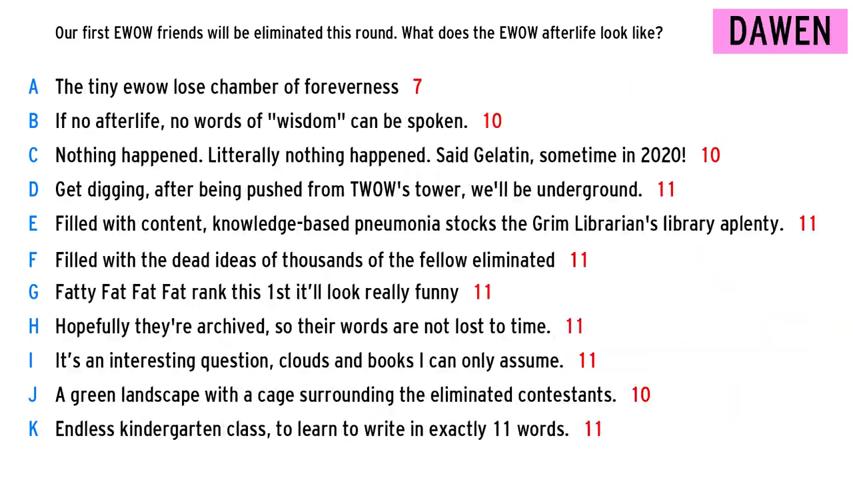 Our first EWOW friends will be eliminated this round. What does the EWOW afterlife look like?
DAWEN
A The tiny ewow lose chamber of foreverness 7
B If no afterlife, no words of "wisdom" can be spoken. 10
C Nothing happened. Litterally nothing happened. Said Gelatin, sometime in 2020! 10
D Get digging, after being pushed from TWOW's tower, we'll be underground. 11
E Filled with content, knowledge-based pneumonia stocks the Grim Librarian's library aplenty. 11
F Filled with the dead ideas of thousands of the fellow eliminated 11
G Fatty Fat Fat Fat rank this 1st it’ll look really funny 11
H Hopefully they're archived, so their words are not lost to time. 11
I It’s an interesting question, clouds and books I can only assume. 11
J A green landscape with a cage surrounding the eliminated contestants. 10
K Endless kindergarten class, to learn to write in exactly 11 words. 11